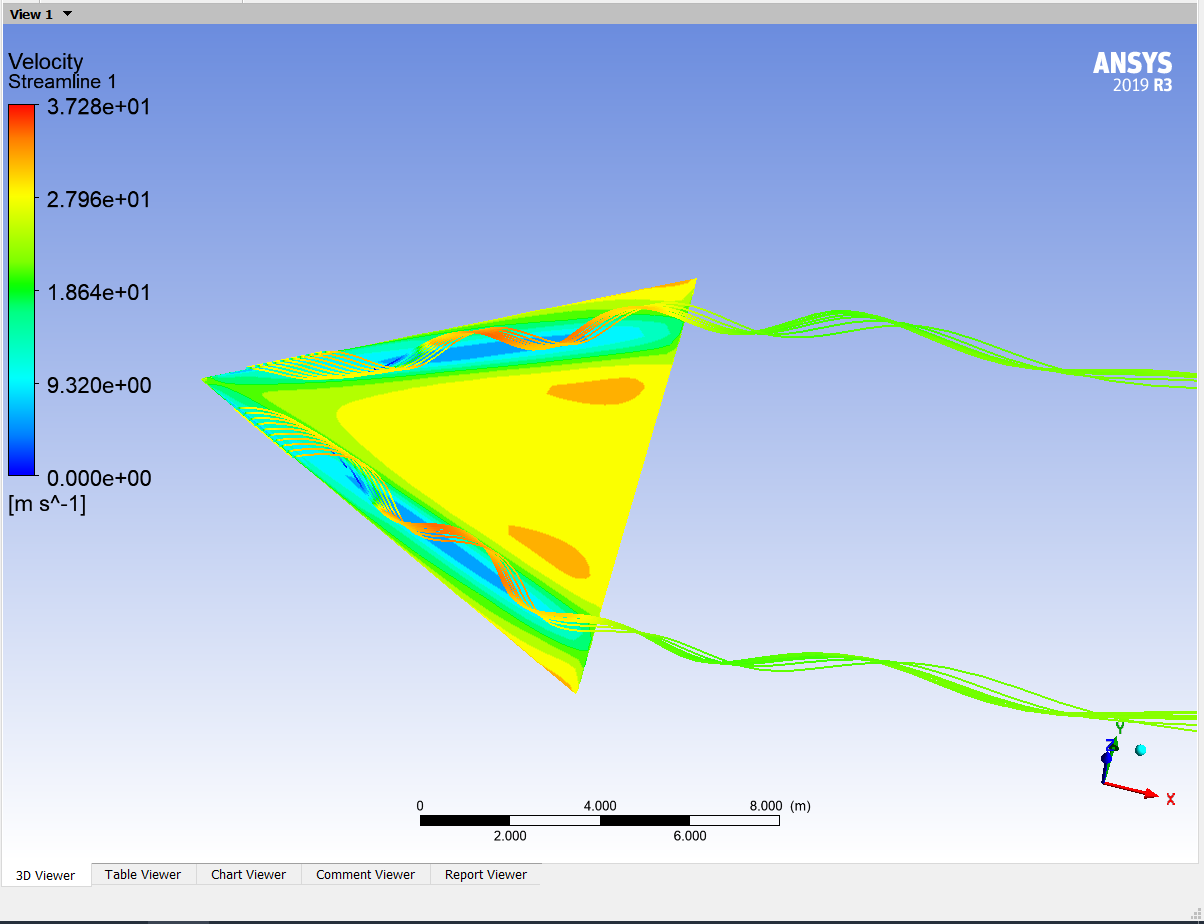 View 1
Velocity
Streamline 1
3.728e+01
2.796e+01
1.864e+01
9.320e+00
0.000e+00
[m s^-1]
ANSYS
2019 R3
Y
Z
X
0 4.000 8.000 (m)
2.000 6.000
3D Viewer Table Viewer Chart Viewer Comment Viewer Report Viewer